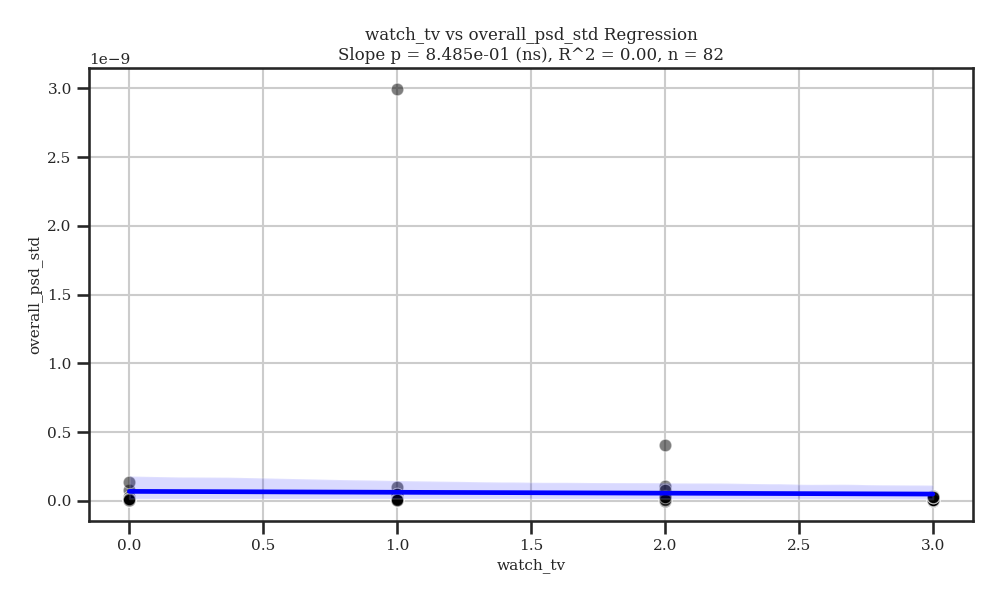 watch_tv vs overall_psd_std Regression
Slope p = 8.485e-01 (ns), R^2 = 0.00, n = 82
1e−9
3.0
2.5
2.0
1.5
1.0
0.5
0.0
overall_psd_std
0.0 0.5 1.0 1.5 2.0 2.5 3.0
watch_tv